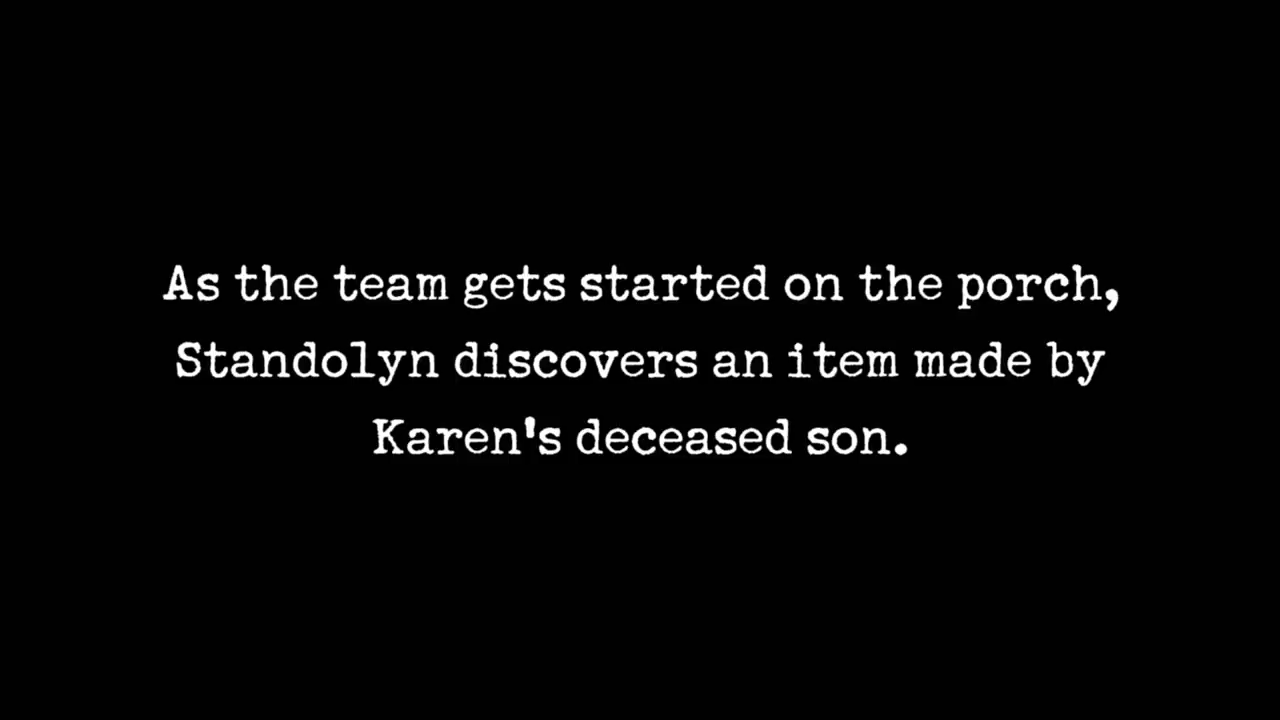 As the team gets started on the porch,
Standolyn discovers an item made by
Karen's deceased son.